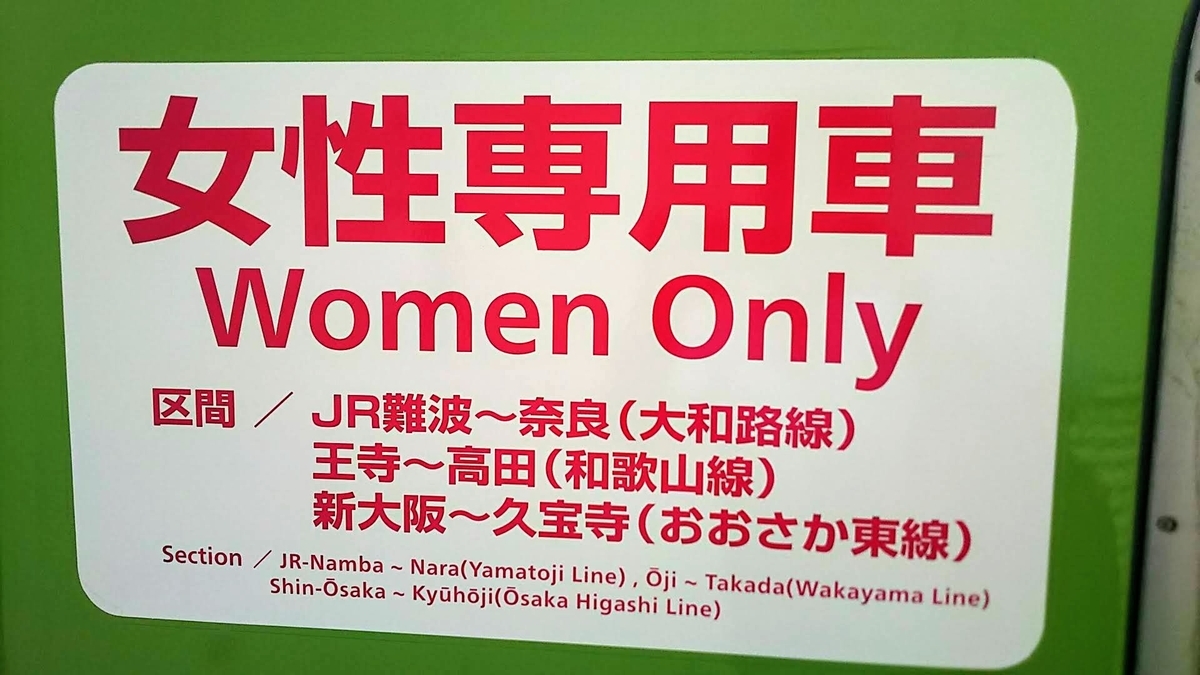 女性専用車
Women Only
区間 ／ JR難波～奈良(大和路線)
王寺～高田(和歌山線)
新大阪～久宝寺(おおさか東線)
Section ／ JR-Namba ~ Nara(Yamatoji Line) , Ōji ~ Takada(Wakayama Line)
Shin-Ōsaka ~ Kyūhōji(Ōsaka Higashi Line)